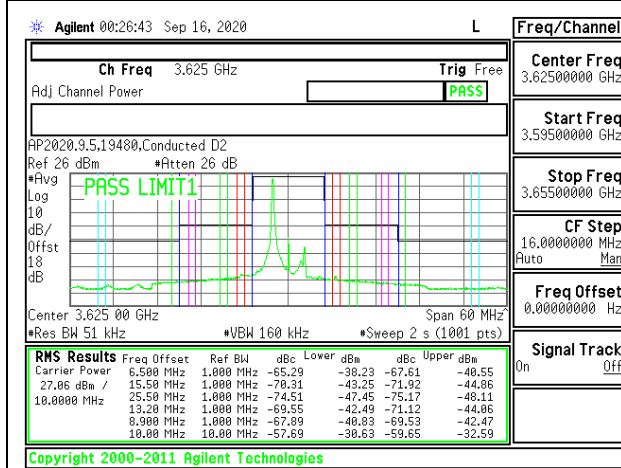 Agilent 00:26:43 Sep 16, 2020 L Freq/Channel
Ch Freq 3.625 GHz Trig Free
Adj Channel Power PASS
Center Freq
3.62500000 GHz
Start Freq
3.59500000 GHz
Stop Freq
3.65500000 GHz
CF Step
16.0000000 MHz
Auto Man
Freq Offset
0.00000000 Hz
Signal Track
On Off
AP2020.9.5,19480,Conducted D2
Ref 26 dBm #Atten 26 dB
#Avg
Log
10
dB/
Offst
18
dB
PASS LIMIT1
Center 3.625 00 GHz Span 60 MHz
#Res BW 51 kHz #VBW 160 kHz #Sweep 2 s (1001 pts)
RMS Results Freq Offset Ref BW dBc Lower dBm dBc Upper dBm
Carrier Power 6.500 MHz 1.000 MHz -65.29 -38.23 -67.61 -40.55
27.06 dBm / 15.50 MHz 1.000 MHz -70.31 -43.25 -71.92 -44.86
10.0000 MHz 25.50 MHz 1.000 MHz -74.51 -47.45 -75.17 -48.11
13.20 MHz 1.000 MHz -69.55 -42.49 -71.12 -44.06
8.900 MHz 1.000 MHz -67.89 -40.83 -69.53 -42.47
10.00 MHz 10.00 MHz -57.69 -30.63 -59.65 -32.59
Copyright 2000-2011 Agilent Technologies